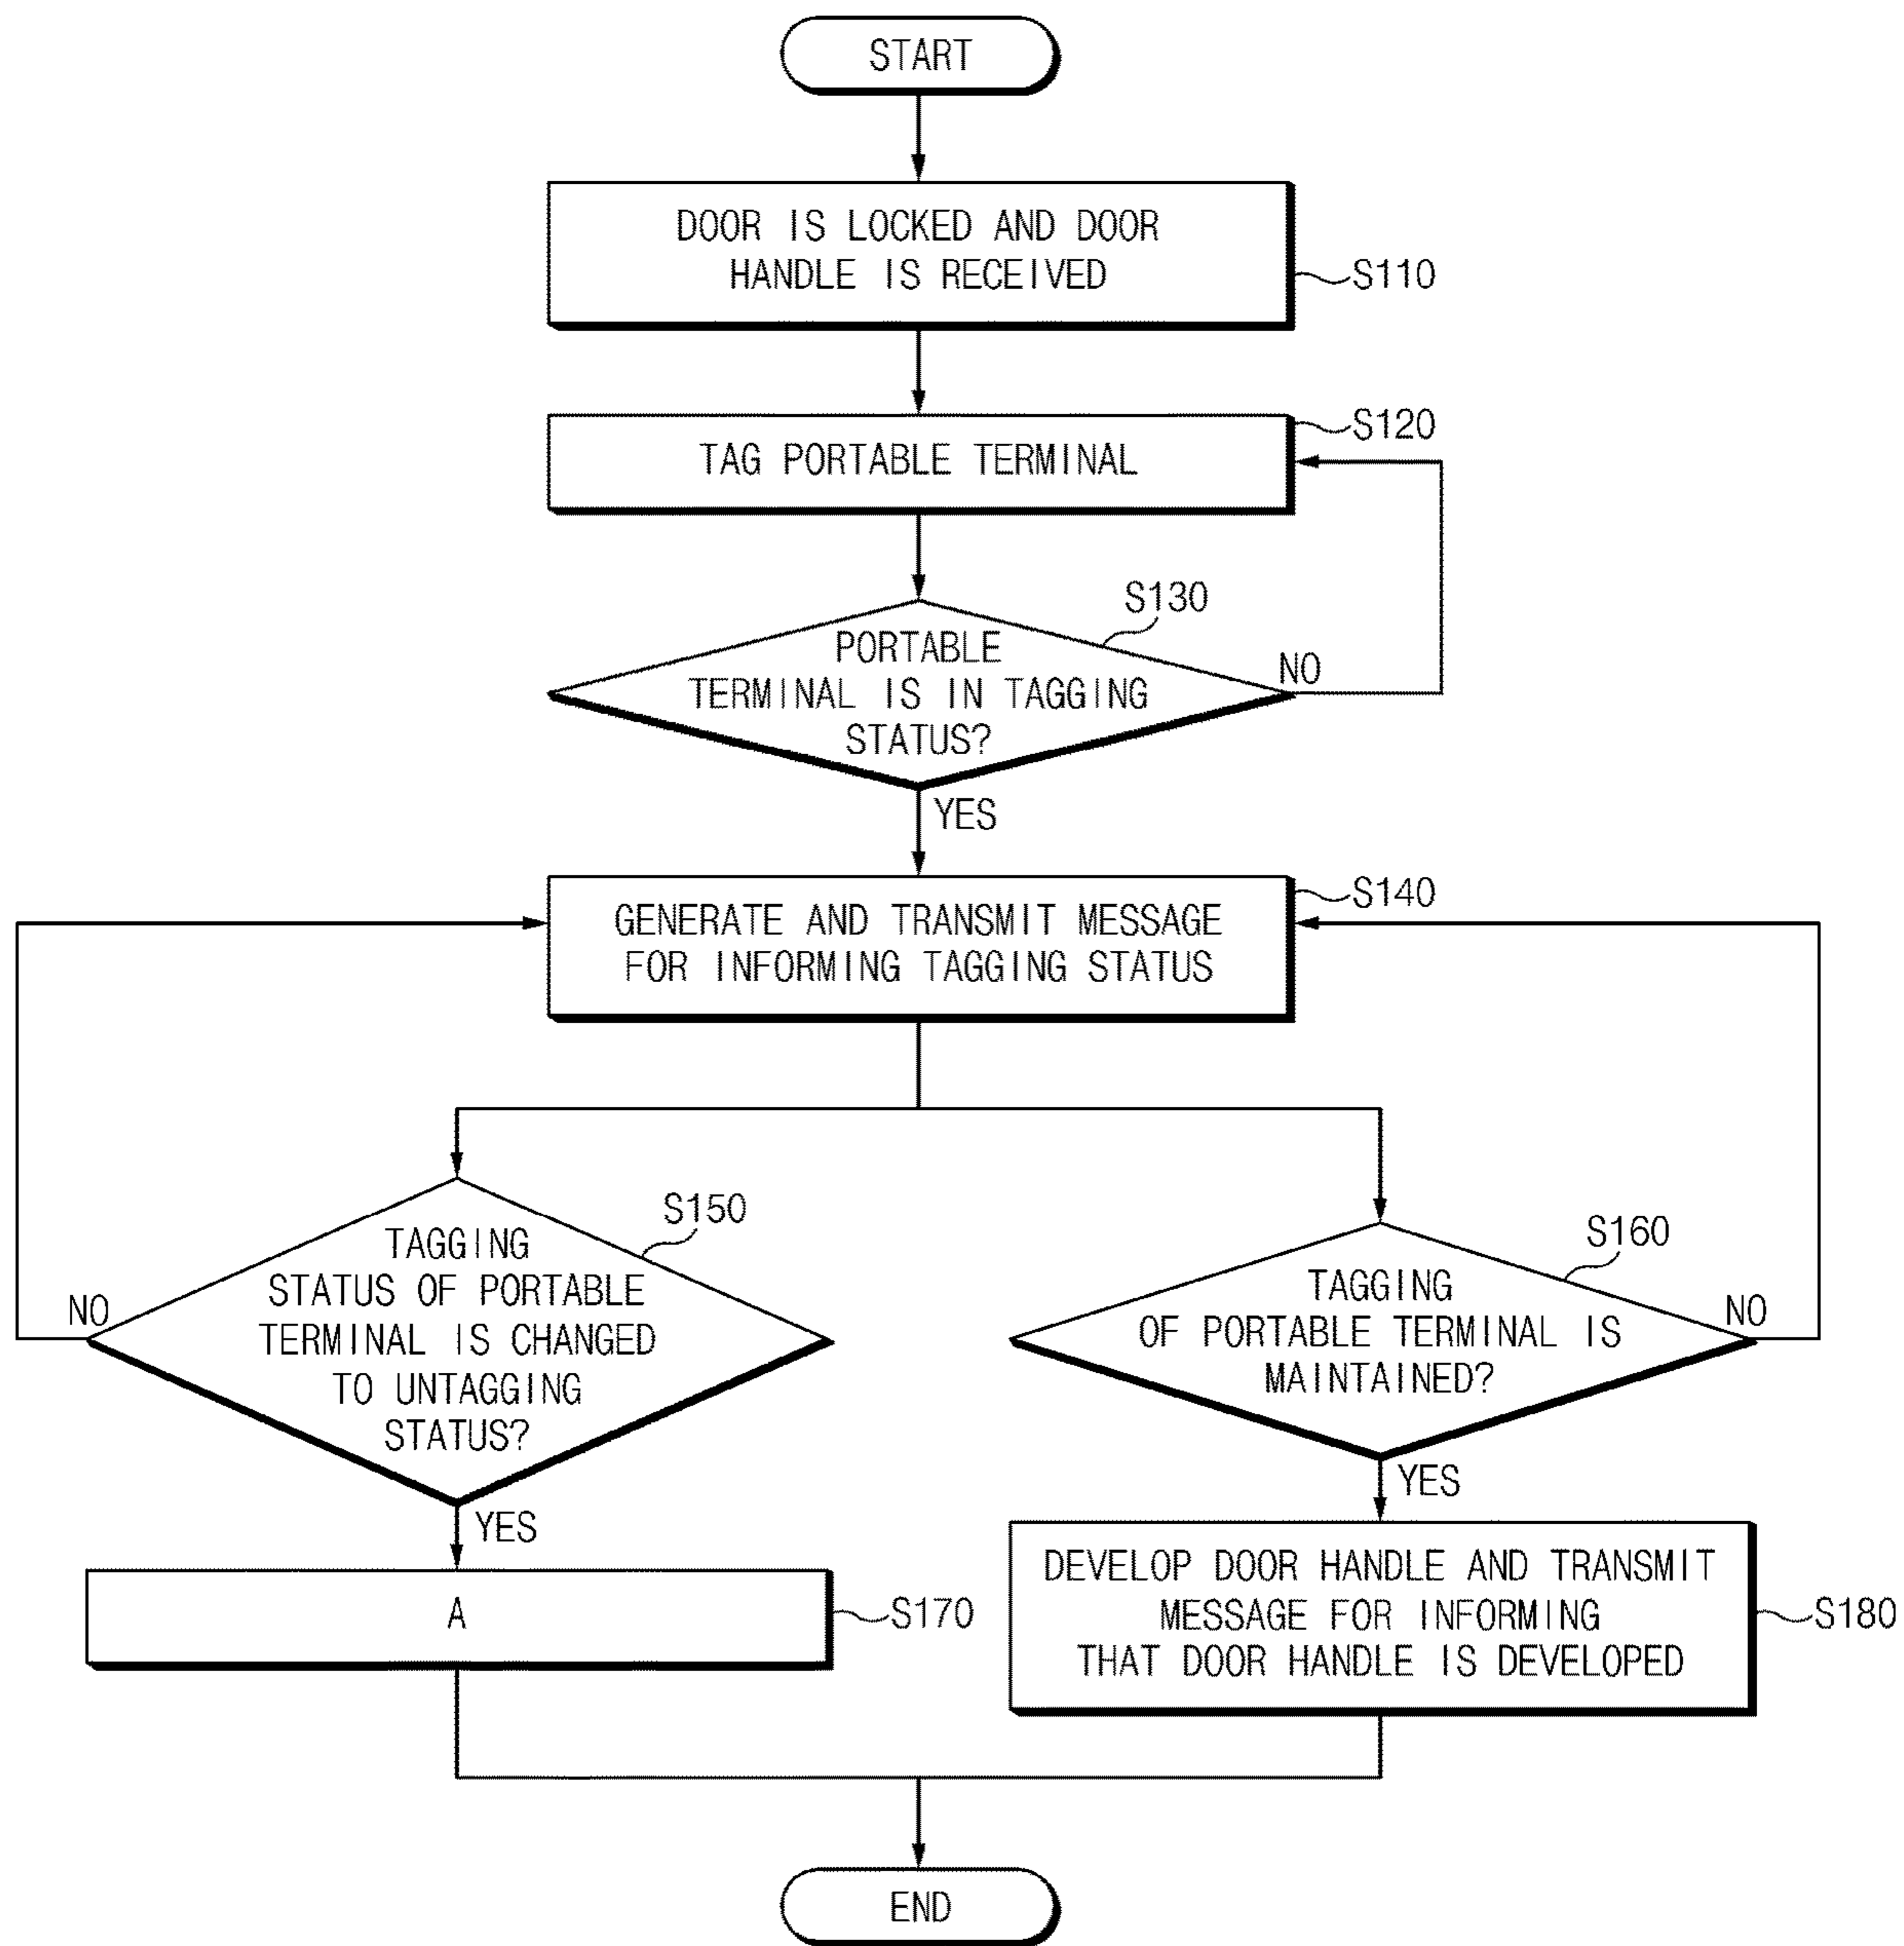 START
DOOR IS LOCKED AND DOOR
HANDLE IS RECEIVED
S110
S120
TAG PORTABLE TERMINAL
S130
PORTABLE
TERMINAL IS IN TAGGING
STATUS?
NO
YES
S140
GENERATE AND TRANSMIT MESSAGE
FOR INFORMING TAGGING STATUS
S150
TAGGING
STATUS OF PORTABLE
TERMINAL IS CHANGED
TO UNTAGGING
STATUS?
NO
YES
S160
TAGGING
OF PORTABLE TERMINAL IS
MAINTAINED?
NO
YES
A
S170
DEVELOP DOOR HANDLE AND TRANSMIT
MESSAGE FOR INFORMING
THAT DOOR HANDLE IS DEVELOPED
S180
END